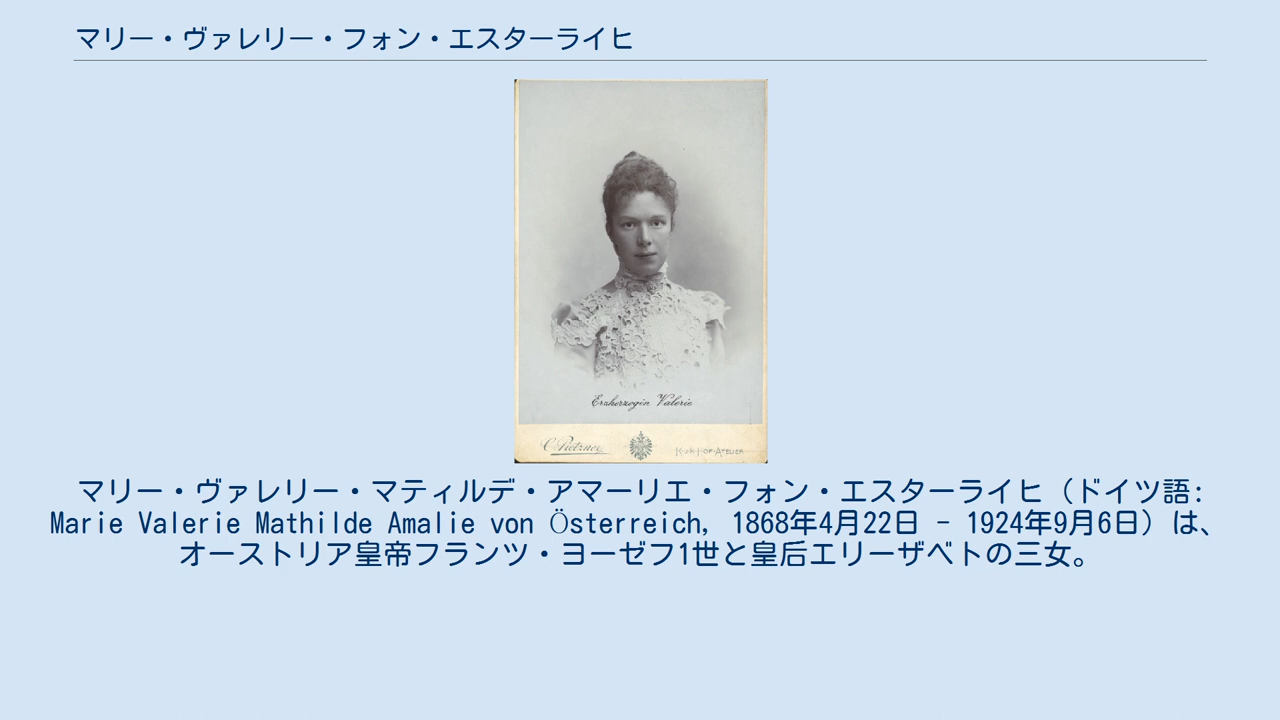 マリー・ヴァレリー・フォン・エスターライヒ
Erzherzogin Valerie
C. Pietzner
K.u.K. Hof-Atelier
マリー・ヴァレリー・マティルデ・アマーリエ・フォン・エスターライヒ（ドイツ語:
Marie Valerie Mathilde Amalie von Österreich, 1868年4月22日 - 1924年9月6日）は、
オーストリア皇帝フランツ・ヨーゼフ1世と皇后エリーザベトの三女。